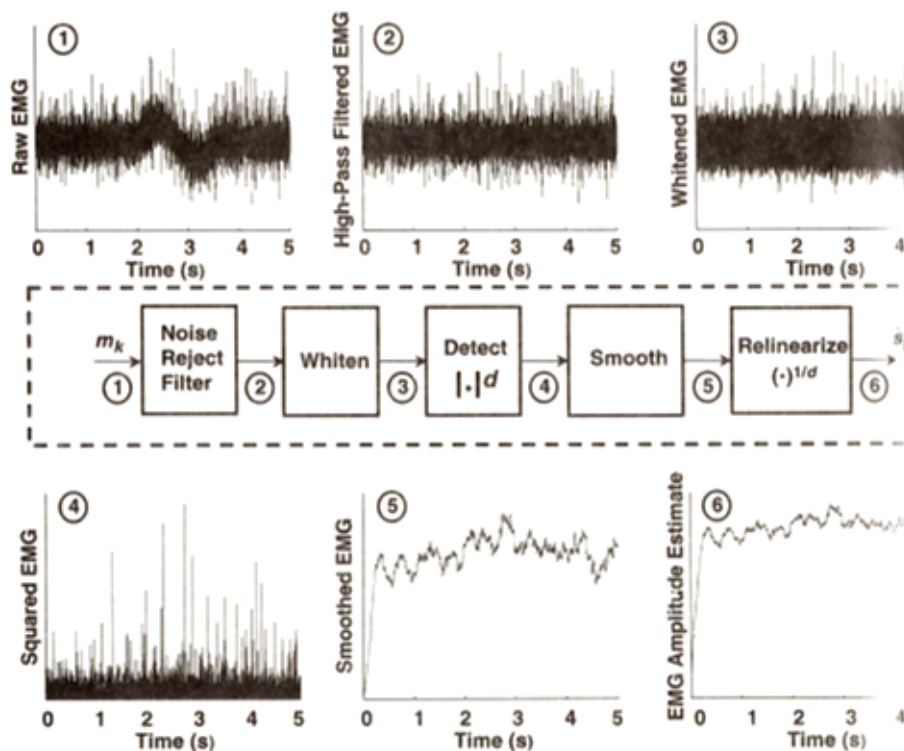 1
Raw EMG
0 1 2 3 4 5
Time (s)
2
High-Pass Filtered EMG
0 1 2 3 4 5
Time (s)
3
Whitened EMG
0 1 2 3 4
Time (s)
mk
1
Noise
Reject
Filter
2
Whiten
3
Detect
|·|d
4
Smooth
5
Relinearize
(·)1/d
6
4
Squared EMG
0 1 2 3 4 5
Time (s)
5
Smoothed EMG
0 1 2 3 4 5
Time (s)
6
EMG Amplitude Estimate
0 1 2 3 4
Time (s)